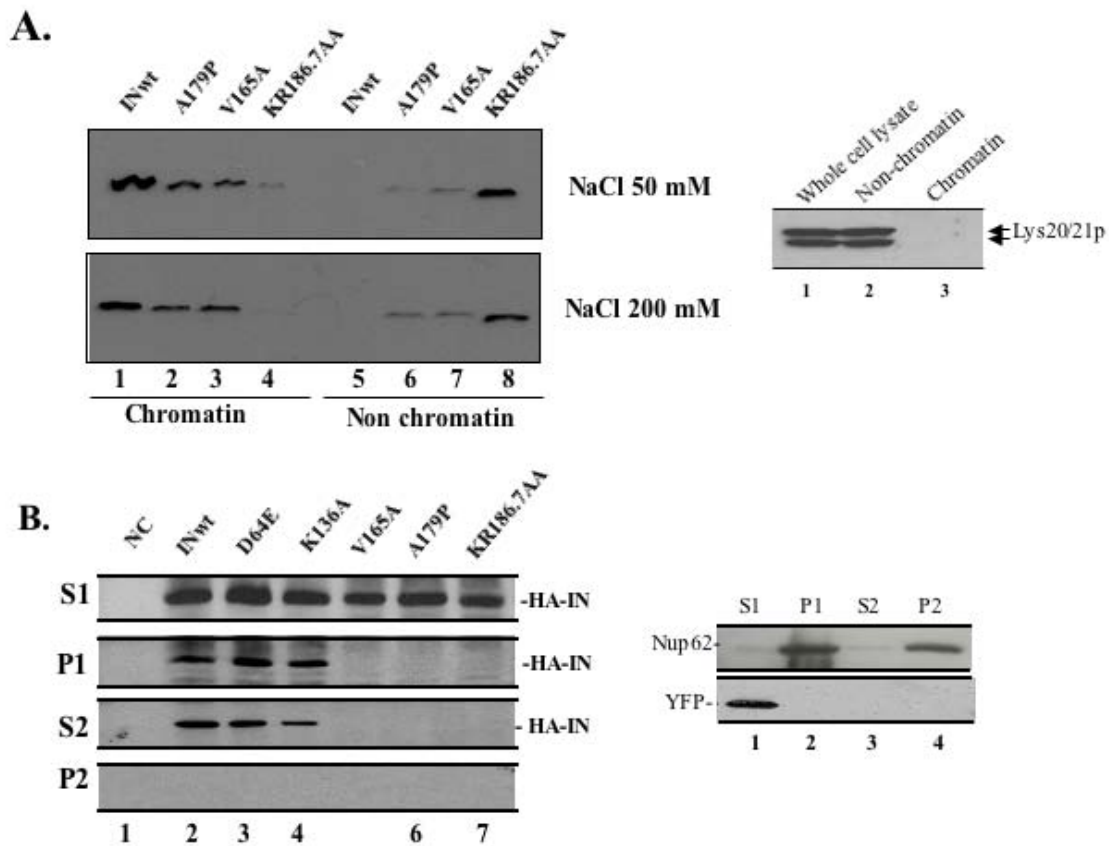 A.
INwt A179P V165A KR186.7AA INwt A179P V165A KR186.7AA
NaCl 50 mM
NaCl 200 mM
1 2 3 4 5 6 7 8
Chromatin Non chromatin
Whole cell lysate Non-chromatin Chromatin
Lys20/21p
1 2 3
B.
NC INwt D64E K136A V165A A179P KR186.7AA
S1 -HA-IN
P1 -HA-IN
S2 - HA-IN
P2
1 2 3 4 6 7
S1 P1 S2 P2
Nup62-
YFP-
1 2 3 4